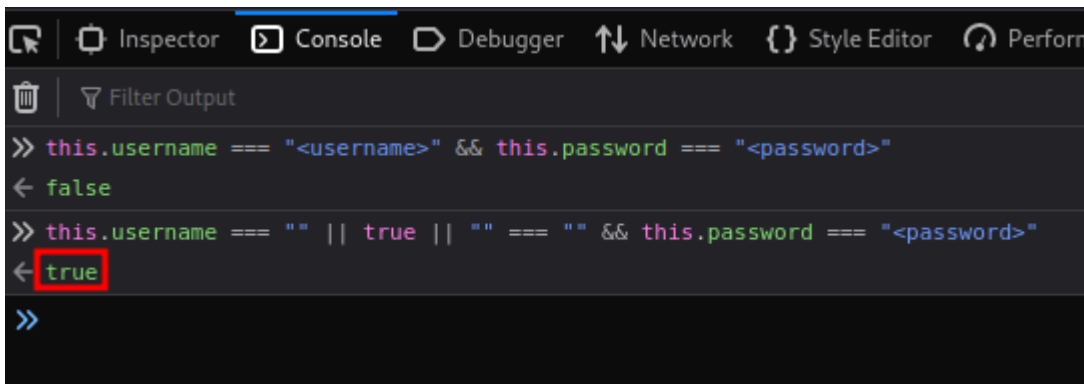 Inspector Console Debugger Network {} Style Editor Perforn
Filter Output
>> this.username === "<username>" && this.password === "<password>"
← false
>> this.username === "" || true || "" === "" && this.password === "<password>"
← true
>>